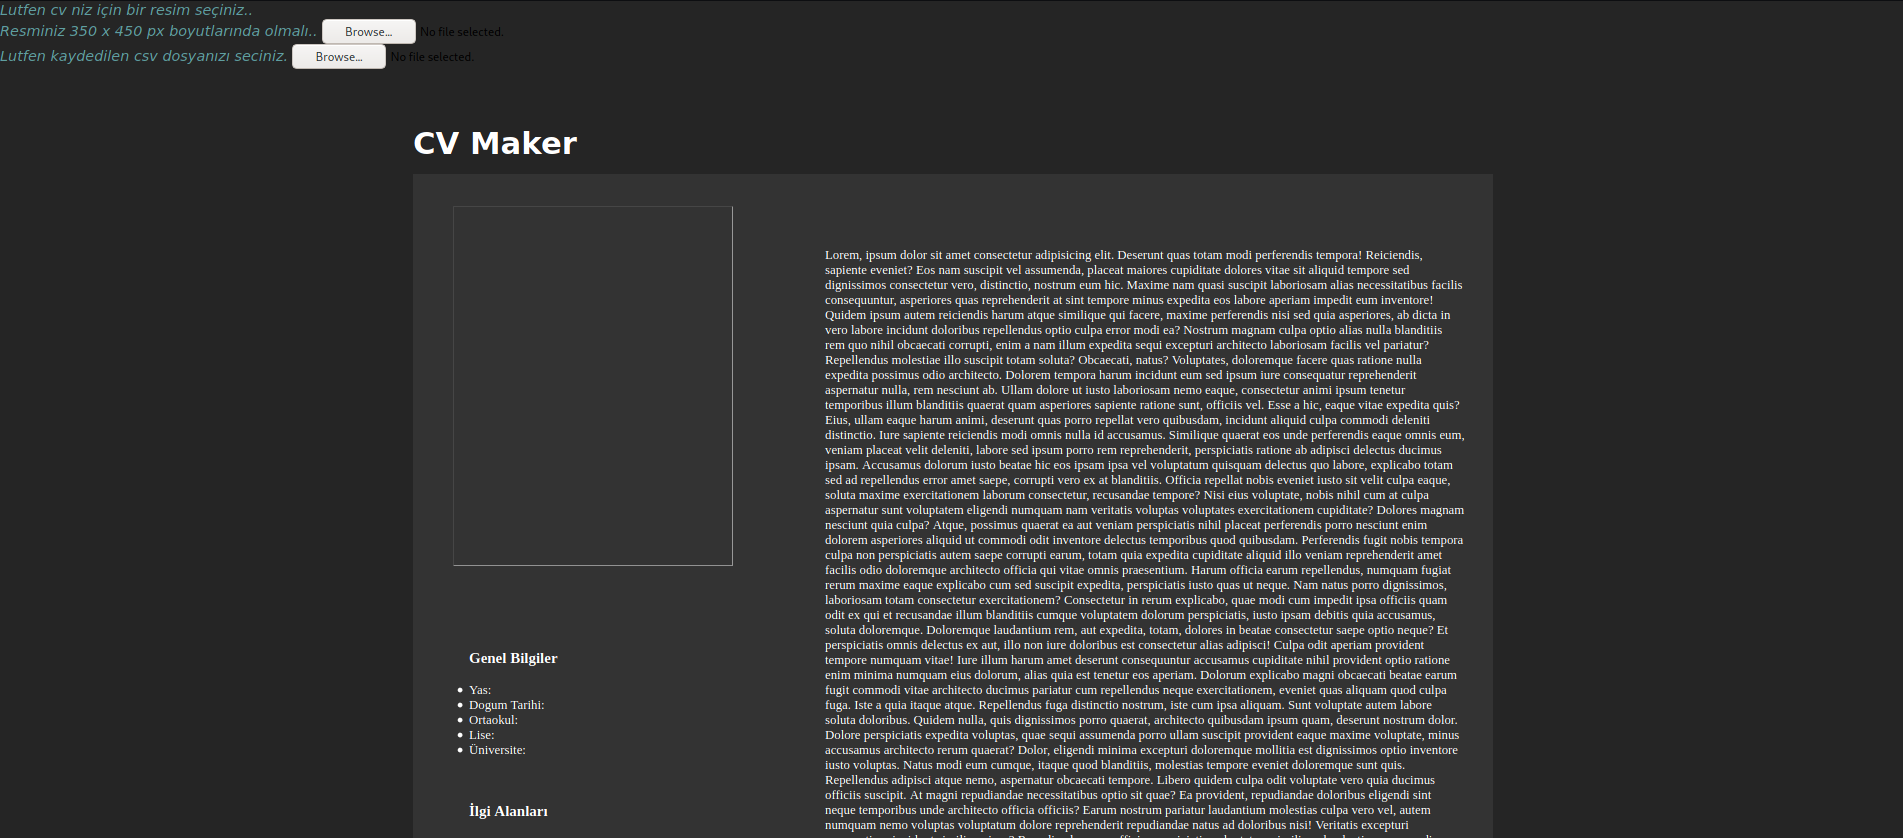 Lutfen cv niz için bir resim seçiniz..
Resminiz 350 x 450 px boyutlarında olmalı.. Browse... No file selected.
Lutfen kaydedilen csv dosyanızı seciniz. Browse... No file selected.
CV Maker
Genel Bilgiler
Yas:
Dogum Tarihi:
Ortaokul:
Lise:
Üniversite:
İlgi Alanları
Lorem, ipsum dolor sit amet consectetur adipisicing elit. Deserunt quas totam modi perferendis tempora! Reiciendis,
sapiente eveniet? Eos nam suscipit vel assumenda, placeat maiores cupiditate dolores vitae sit aliquid tempore sed
dignissimos consectetur vero, distinctio, nostrum eum hic. Maxime nam quasi suscipit laboriosam alias necessitatibus facilis
consequuntur, asperiores quas reprehenderit at sint tempore minus expedita eos labore aperiam impedit eum inventore!
Quidem ipsum autem reiciendis harum atque similique qui facere, maxime perferendis nisi sed quia asperiores, ab dicta in
vero labore incidunt doloribus repellendus optio culpa error modi ea? Nostrum magnam culpa optio alias nulla blanditiis
rem quo nihil obcaecati corrupti, enim a nam illum expedita sequi excepturi architecto laboriosam facilis vel pariatur?
Repellendus molestiae illo suscipit totam soluta? Obcaecati, natus? Voluptates, doloremque facere quas ratione nulla
expedita possimus odio architecto. Dolorem tempora harum incidunt eum sed ipsum iure consequatur reprehenderit
aspernatur nulla, rem nesciunt ab. Ullam dolore ut iusto laboriosam nemo eaque, consectetur animi ipsum tenetur
temporibus illum blanditiis quaerat quam asperiores sapiente ratione sunt, officiis vel. Esse a hic, eaque vitae expedita quis?
Eius, ullam eaque harum animi, deserunt quas porro repellat vero quibusdam, incidunt aliquid culpa commodi deleniti
distinctio. Iure sapiente reiciendis modi omnis nulla id accusamus. Similique quaerat eos unde perferendis eaque omnis eum,
veniam placeat velit deleniti, labore sed ipsum porro rem reprehenderit, perspiciatis ratione ab adipisci delectus ducimus
ipsam. Accusamus dolorum iusto beatae hic eos ipsam ipsa vel voluptatum quisquam delectus quo labore, explicabo totam
sed ad repellendus error amet saepe, corrupti vero ex at blanditiis. Officia repellat nobis eveniet iusto sit velit culpa eaque,
soluta maxime exercitationem laborum consectetur, recusandae tempore? Nisi eius voluptate, nobis nihil cum at culpa
aspernatur sunt voluptatem eligendi numquam nam veritatis voluptas voluptates exercitationem cupiditate? Dolores magnam
nesciunt quia culpa? Atque, possimus quaerat ea aut veniam perspiciatis nihil placeat perferendis porro nesciunt enim
dolorem asperiores aliquid ut commodi odit inventore delectus temporibus quod quibusdam. Perferendis fugit nobis tempora
culpa non perspiciatis autem saepe corrupti earum, totam quia expedita cupiditate aliquid illo veniam reprehenderit amet
facilis odio doloremque architecto officia qui vitae omnis praesentium. Harum officia earum repellendus, numquam fugiat
rerum maxime eaque explicabo cum sed suscipit expedita, perspiciatis iusto quas ut neque. Nam natus porro dignissimos,
laboriosam totam consectetur exercitationem? Consectetur in rerum explicabo, quae modi cum impedit ipsa officiis quam
odit ex qui et recusandae illum blanditiis cumque voluptatem dolorum perspiciatis, iusto ipsam debitis quia accusamus,
soluta doloremque. Doloremque laudantium rem, aut expedita, totam, dolores in beatae consectetur saepe optio neque? Et
perspiciatis omnis delectus ex aut, illo non iure doloribus est consectetur alias adipisci! Culpa odit aperiam provident
tempore numquam vitae! Iure illum harum amet deserunt consequuntur accusamus cupiditate nihil provident optio ratione
enim minima numquam eius dolorum, alias quia est tenetur eos aperiam. Dolorum explicabo magni obcaecati beatae earum
fugit commodi vitae architecto ducimus pariatur cum repellendus neque exercitationem, eveniet quas aliquam quod culpa
fuga. Iste a quia itaque atque. Repellendus fuga distinctio nostrum, iste cum ipsa aliquam. Sunt voluptate autem labore
soluta doloribus. Quidem nulla, quis dignissimos porro quaerat, architecto quibusdam ipsum quam, deserunt nostrum dolor.
Dolore perspiciatis expedita voluptas, quae sequi assumenda porro ullam suscipit provident eaque maxime voluptate, minus
accusamus architecto rerum quaerat? Dolor, eligendi minima excepturi doloremque mollitia est dignissimos optio inventore
iusto voluptas. Natus modi eum cumque, itaque quod blanditiis, molestias tempore eveniet doloremque sunt quis.
Repellendus adipisci atque nemo, aspernatur obcaecati tempore. Libero quidem culpa odit voluptate vero quia ducimus
officiis suscipit. At magni repudiandae necessitatibus optio sit quae? Ea provident, repudiandae doloribus eligendi sint
neque temporibus unde architecto officia officiis? Earum nostrum pariatur laudantium molestias culpa vero vel, autem
numquam nemo voluptas voluptatum dolore reprehenderit repudiandae natus ad doloribus nisi! Veritatis excepturi